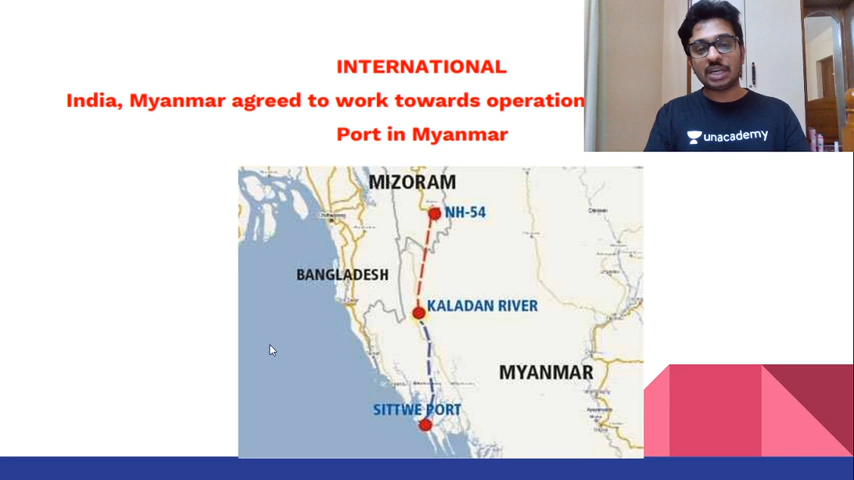 INTERNATIONAL
India, Myanmar agreed to work towards operation
Port in Myanmar
unacademy
MIZORAM
NH-54
BANGLADESH
KALADAN RIVER
MYANMAR
SITTWE PORT